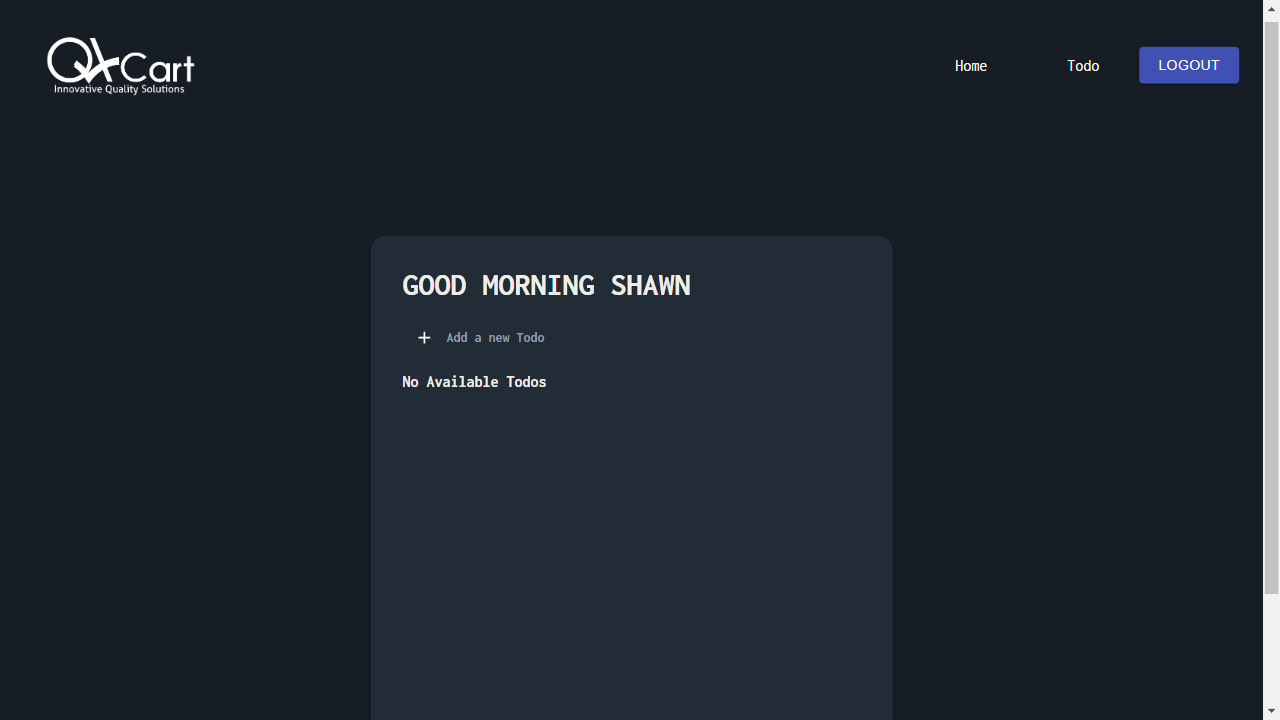 QACart
Innovative Quality Solutions
Home
Todo
LOGOUT
GOOD MORNING SHAWN
Add a new Todo
No Available Todos